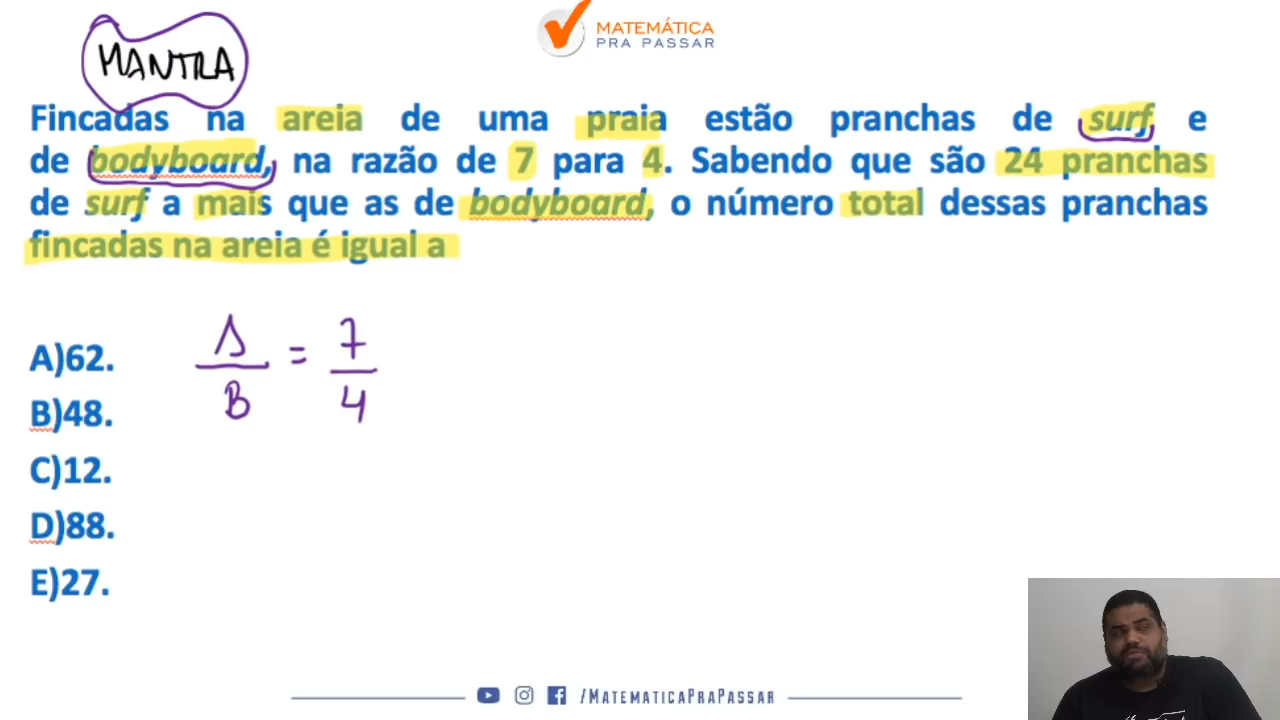 MATEMÁTICA
PRA PASSAR
MANTRA
Fincadas na areia de uma praia estão pranchas de surf e
de bodyboard, na razão de 7 para 4. Sabendo que são 24 pranchas
de surf a mais que as de bodyboard, o número total dessas pranchas
fincadas na areia é igual a
A)62.
B)48.
C)12.
D)88.
E)27.
S/B = 7/4
/MATEMATICAPRAPASSAR